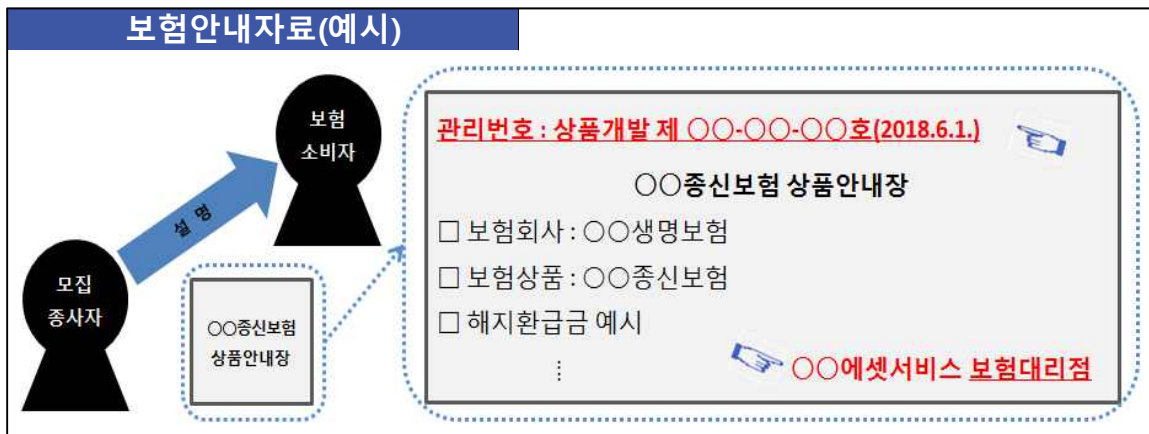 보험안내자료(예시)
보험
소비자
설 명
모집
종사자
○○종신보험
상품안내장
관리번호 : 상품개발 제 ○○-○○-○○호(2018.6.1.)
○○종신보험 상품안내장
□ 보험회사 : ○○생명보험
□ 보험상품 : ○○종신보험
□ 해지환급금 예시
⋮
○○에셋서비스 보험대리점